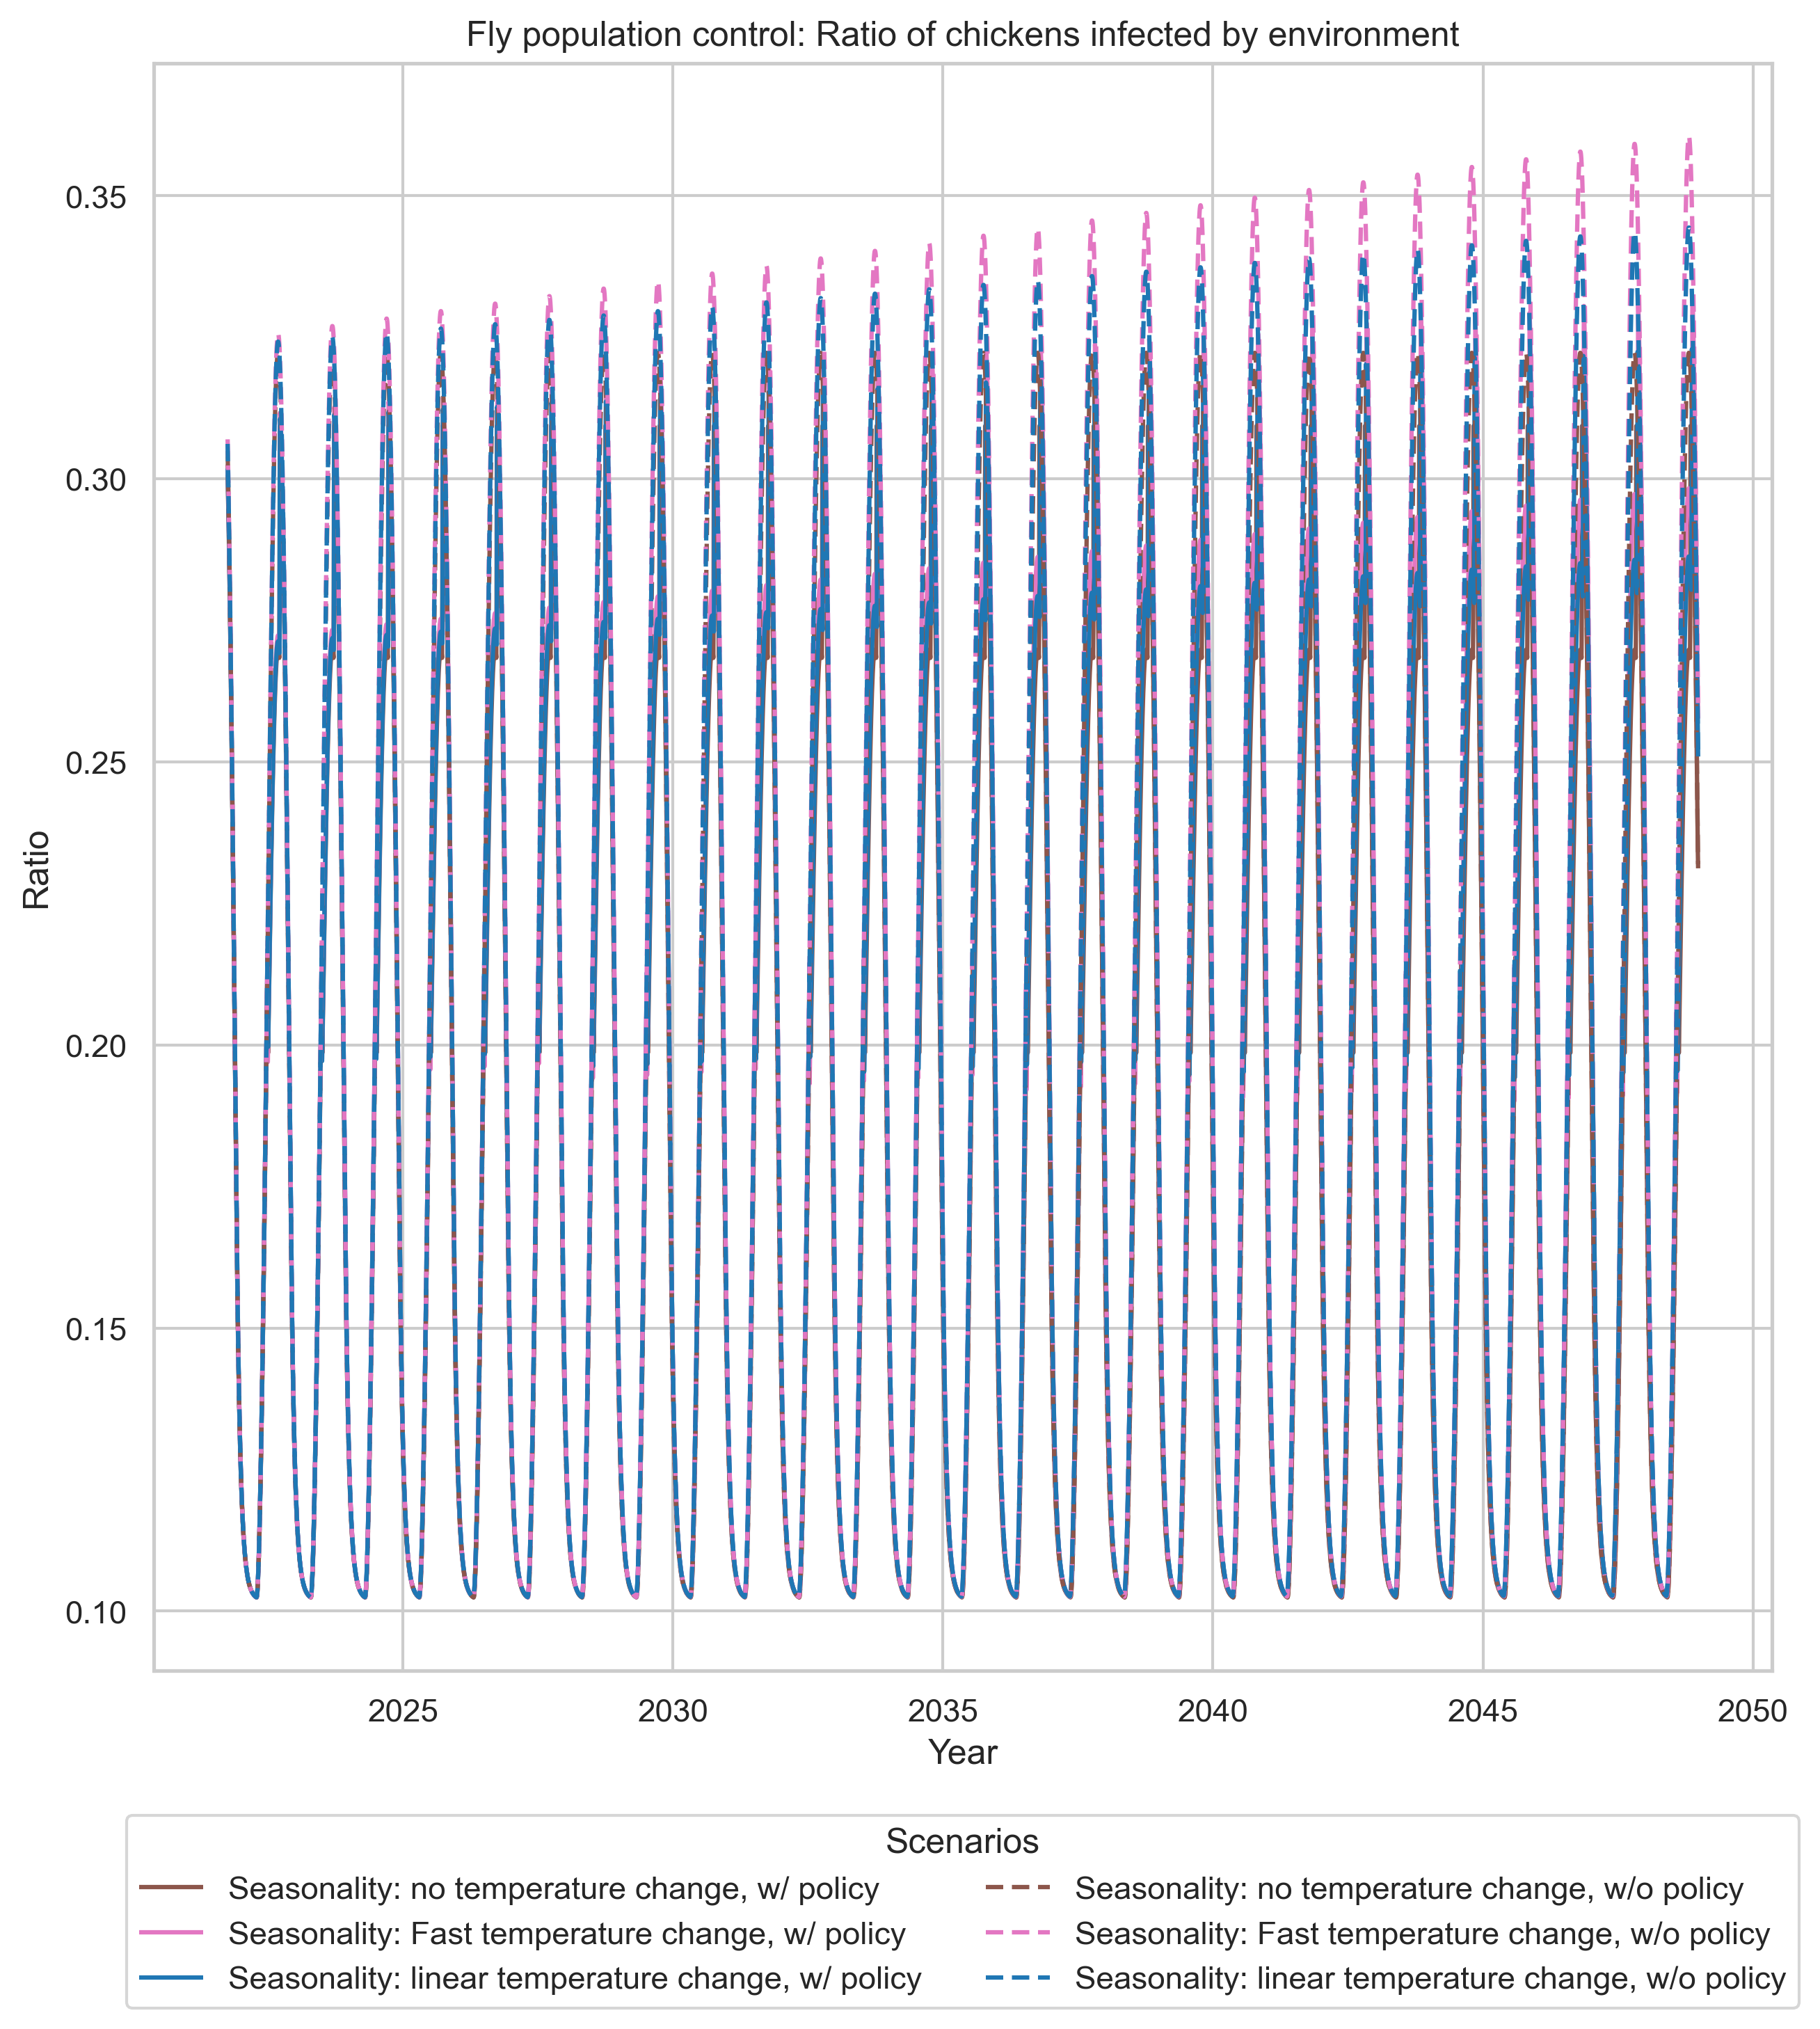 Fly population control: Ratio of chickens infected by environment
0.35
0.30
0.25
0.20
0.15
0.10
Ratio
2025 2030 2035 2040 2045 2050
Year
Scenarios
Seasonality: no temperature change, w/ policy
Seasonality: Fast temperature change, w/ policy
Seasonality: linear temperature change, w/ policy
Seasonality: no temperature change, w/o policy
Seasonality: Fast temperature change, w/o policy
Seasonality: linear temperature change, w/o policy